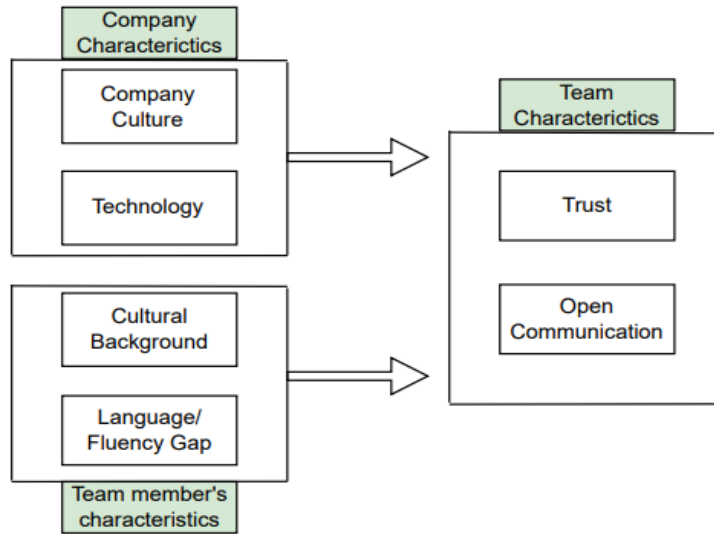 Company
Characterictics
Company
Culture
Technology
Cultural
Background
Language/
Fluency Gap
Team member's
characteristics
Team
Characterictics
Trust
Open
Communication